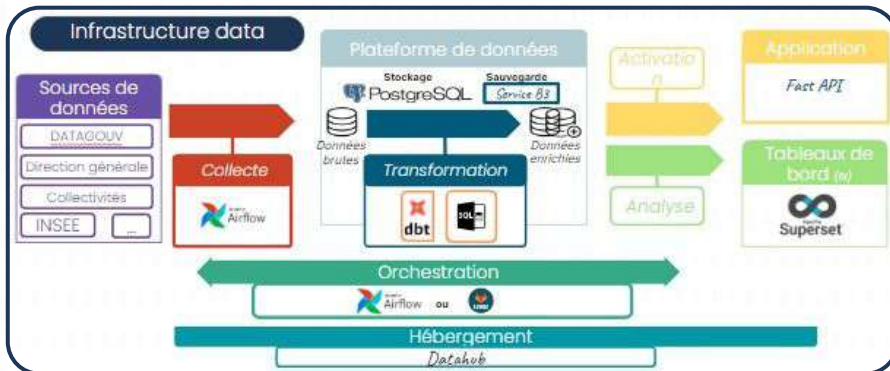 Infrastructure data
Sources de
données
DATAGOUV
Direction générale
Collectivités
INSEE
...
Collecte
Airflow
Plateforme de données
Stockage
PostgreSQL
Sauvegarde
Service B3
Données
brutes
Transformation
dbt
SQL
Données
enrichies
Activatio
n
Analyse
Application
Fast API
Tableaux de
bord
Superset
Orchestration
Airflow
ou
Hébergement
Datahub